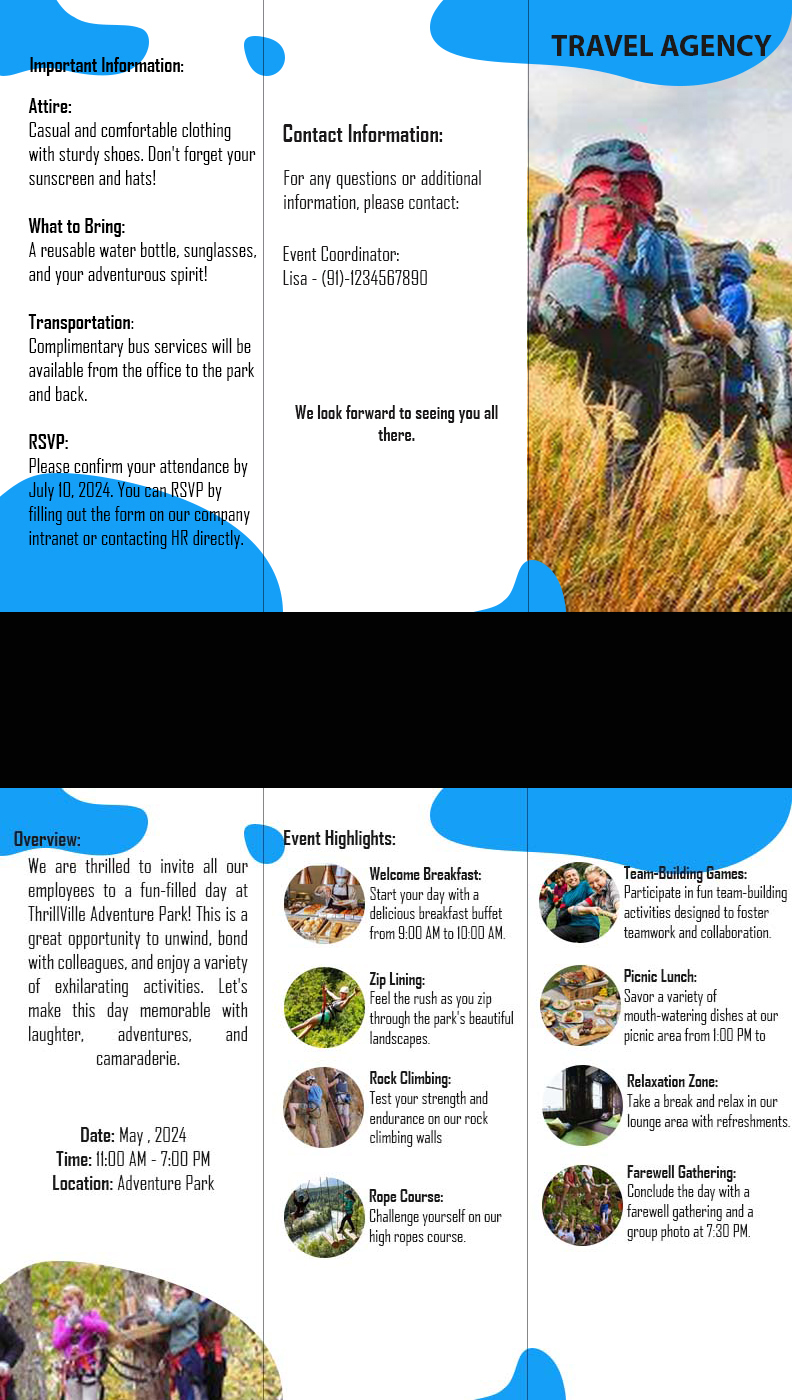 Important Information:
Attire:
Casual and comfortable clothing
with sturdy shoes. Don't forget your
sunscreen and hats!
What to Bring:
A reusable water bottle, sunglasses,
and your adventurous spirit!
Transportation:
Complimentary bus services will be
available from the office to the park
and back.
RSVP:
Please confirm your attendance by
July 10, 2024. You can RSVP by
filling out the form on our company
intranet or contacting HR directly.
Contact Information:
For any questions or additional
information, please contact:
Event Coordinator:
Lisa - (91)-1234567890
We look forward to seeing you all
there.
TRAVEL AGENCY
Overview:
We are thrilled to invite all our
employees to a fun-filled day at
ThrillVille Adventure Park! This is a
great opportunity to unwind, bond
with colleagues, and enjoy a variety
of exhilarating activities. Let's
make this day memorable with
laughter, adventures, and
camaraderie.
Date: May , 2024
Time: 11:00 AM - 7:00 PM
Location: Adventure Park
Event Highlights:
Welcome Breakfast:
Start your day with a
delicious breakfast buffet
from 9:00 AM to 10:00 AM.
Zip Lining:
Feel the rush as you zip
through the park's beautiful
landscapes.
Rock Climbing:
Test your strength and
endurance on our rock
climbing walls
Rope Course:
Challenge yourself on our
high ropes course.
Team-Building Games:
Participate in fun team-building
activities designed to foster
teamwork and collaboration.
Picnic Lunch:
Savor a variety of
mouth-watering dishes at our
picnic area from 1:00 PM to
Relaxation Zone:
Take a break and relax in our
lounge area with refreshments.
Farewell Gathering:
Conclude the day with a
farewell gathering and a
group photo at 7:30 PM.